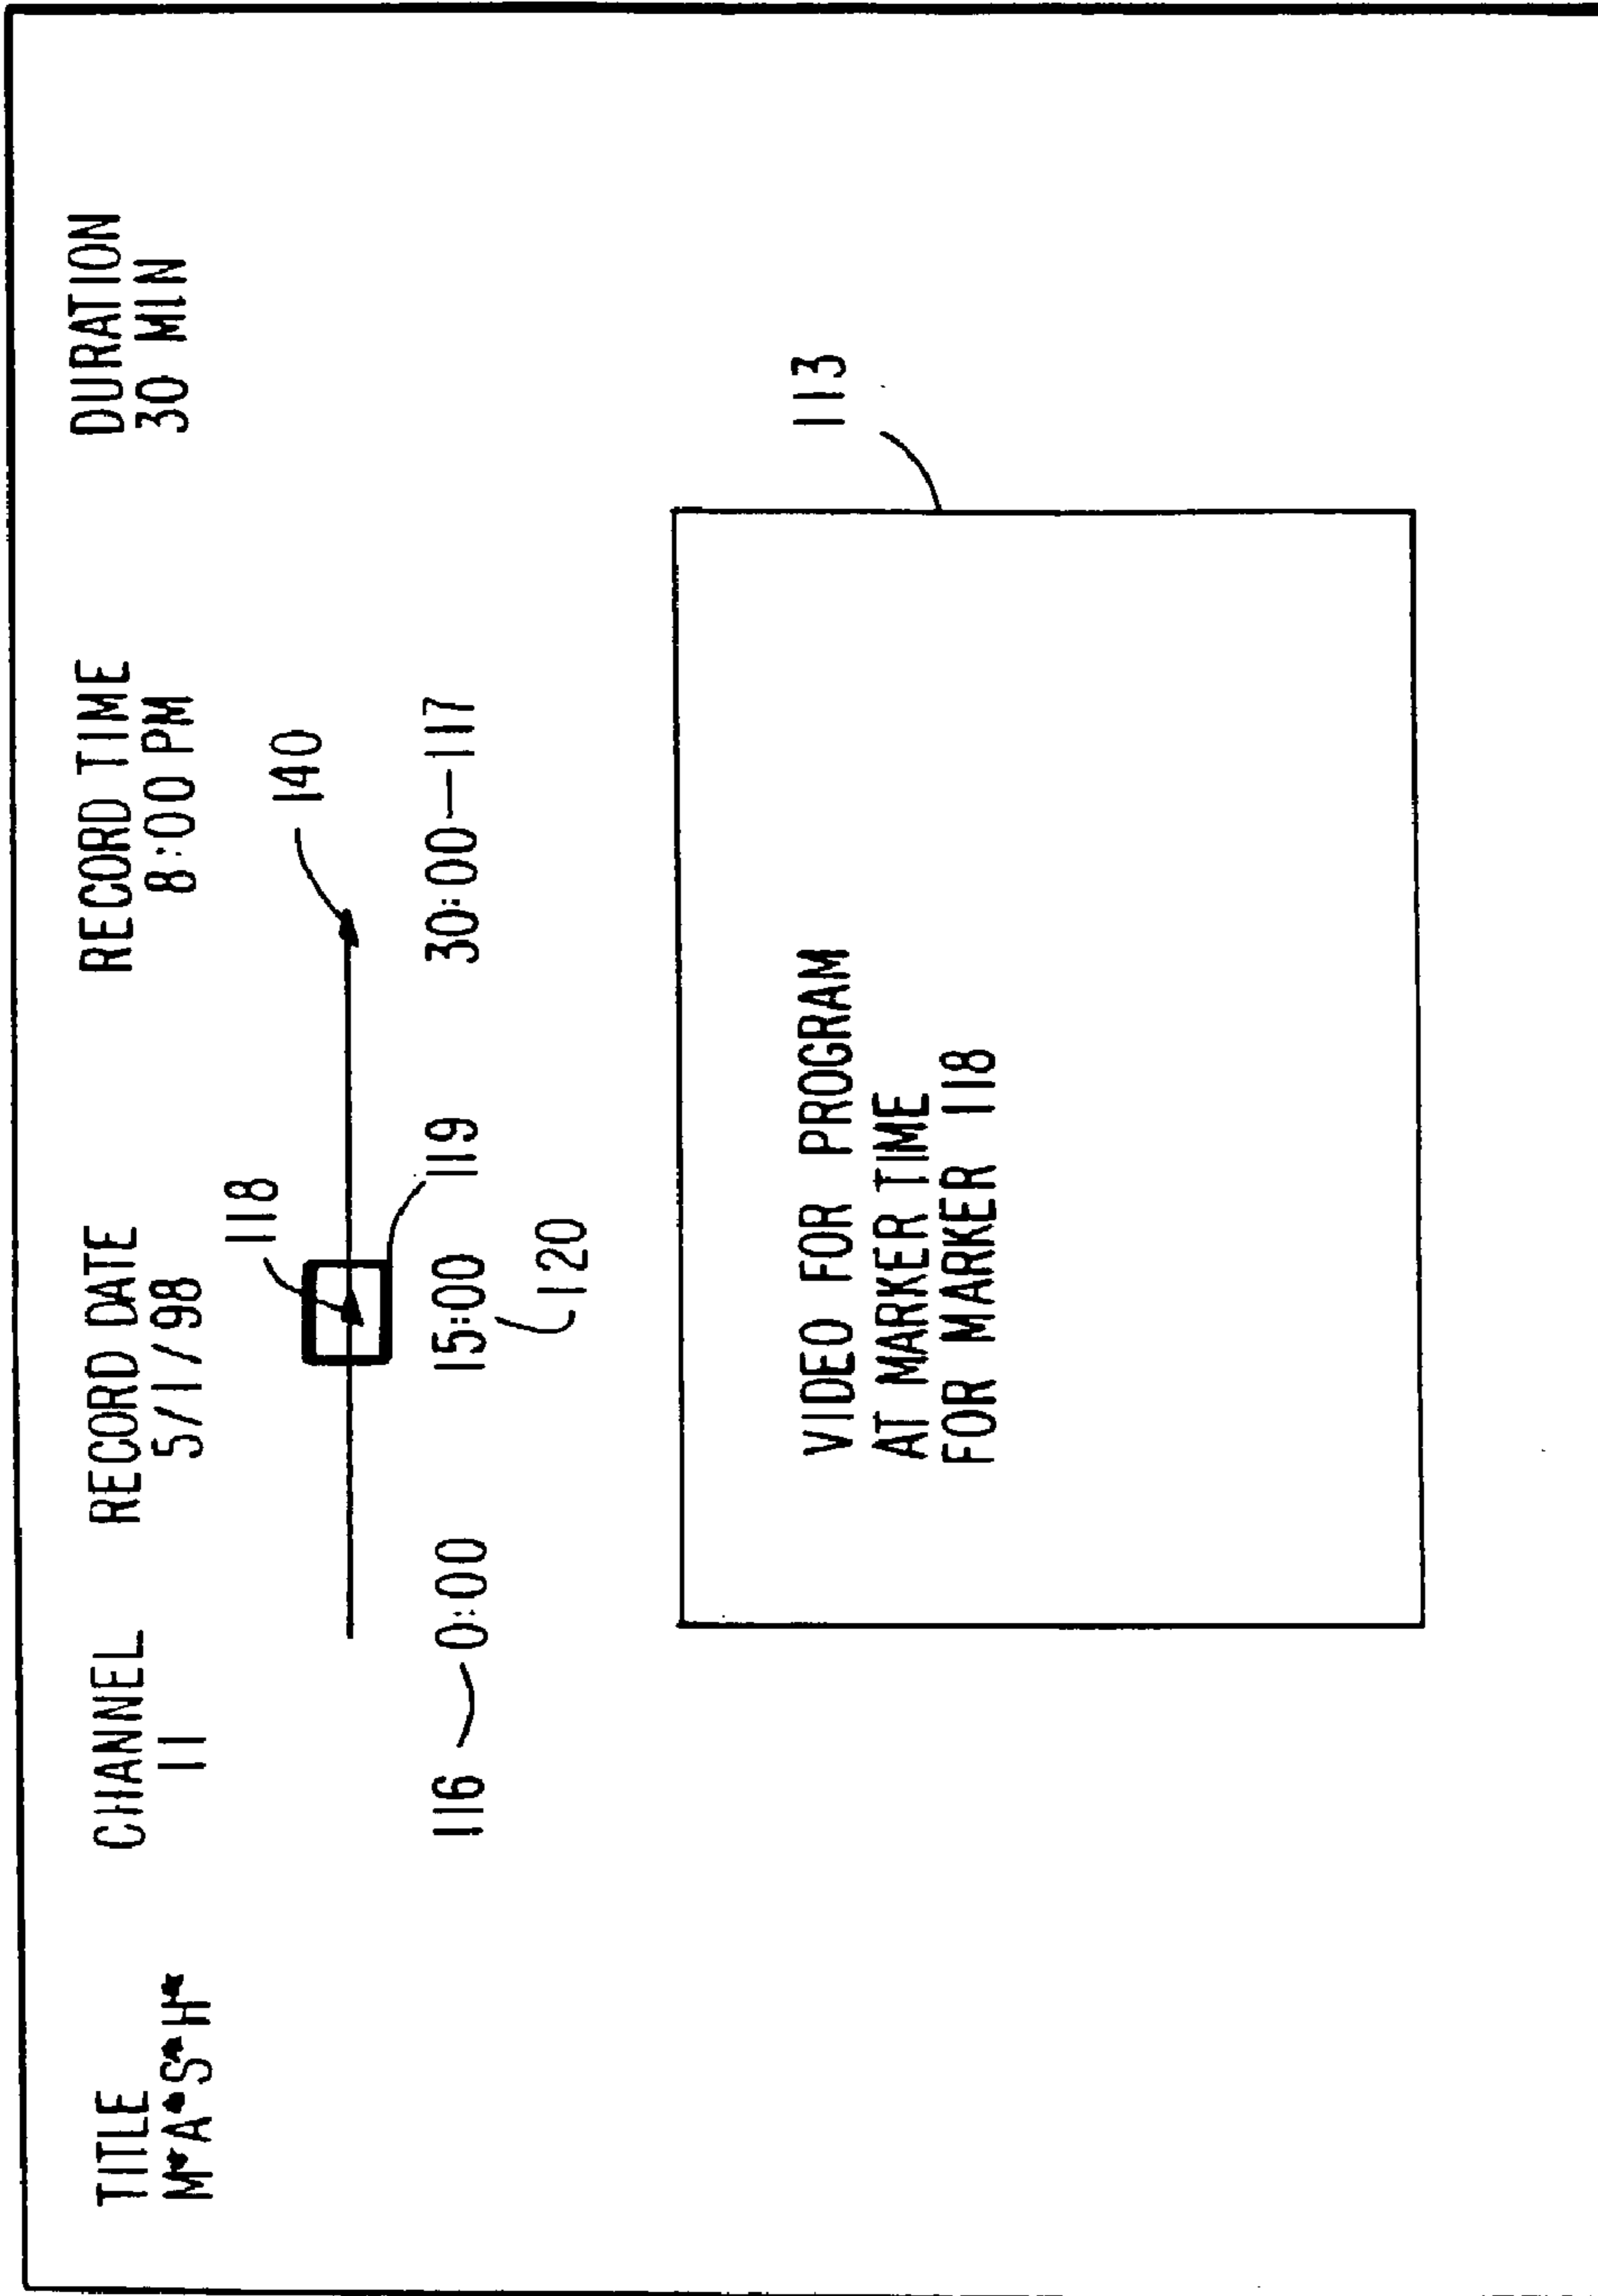 TITLE CHANNEL RECORD DATE RECORD TIME DURATION
M*A*S*H* 11 5/1/98 8:00 PM 30 MIN
118 140
119
116 0:00 15:00 30:00 117
120
113
VIDEO FOR PROGRAM
AT MARKER TIME
FOR MARKER 118